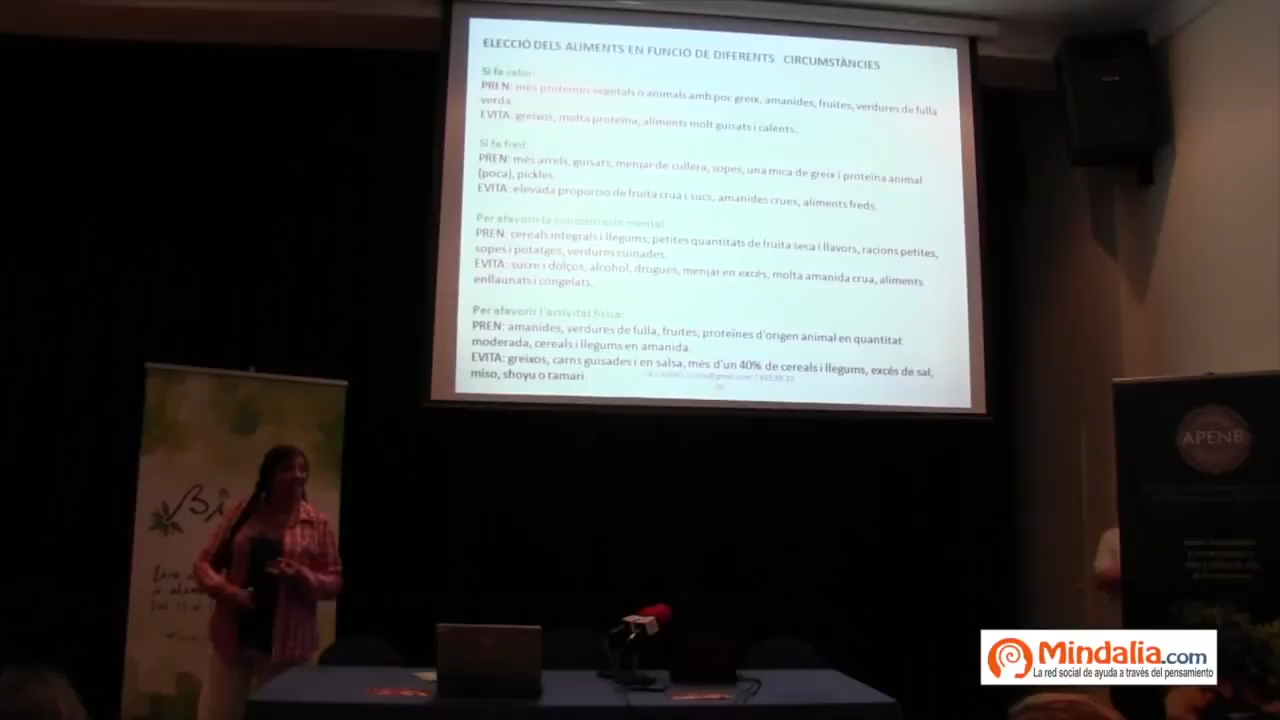 ELECCIÓ DELS ALIMENTS EN FUNCIÓ DE DIFERENTS CIRCUMSTÀNCIES
Si fa calor:
PREN: més proteïnes vegetals o animals amb poc greix, amanides, fruites, verdures de fulla
verda.
EVITA: greixos, molta proteïna, aliments molt guisats i calents...
Si fa fred:
PREN: més arrels, guisats, menjar de cullera, sopes, una mica de greix i proteïna animal
(poca), pickles.
EVITA: elevada proporció de fruita crua i sucs, amanides crues, aliments freds.
Per afavorir la concentració mental:
PREN: cereals integrals i llegums, petites quantitats de fruita seca i llavors, racions petites,
sopes i potatges, verdures cuinades.
EVITA: sucre i dolços, alcohol, drogues, menjar en excés, molta amanida crua, aliments
enllaunats i congelats.
Per afavorir l'activitat física:
PREN: amanides, verdures de fulla, fruites, proteïnes d'origen animal en quantitat
moderada, cereals i llegums en amanida.
EVITA: greixos, carns guisades i en salsa, més d'un 40% de cereals i llegums, excés de sal,
miso, shoyu o tamari.
APENB
Mindalia.com
La red social de ayuda a través del pensamiento